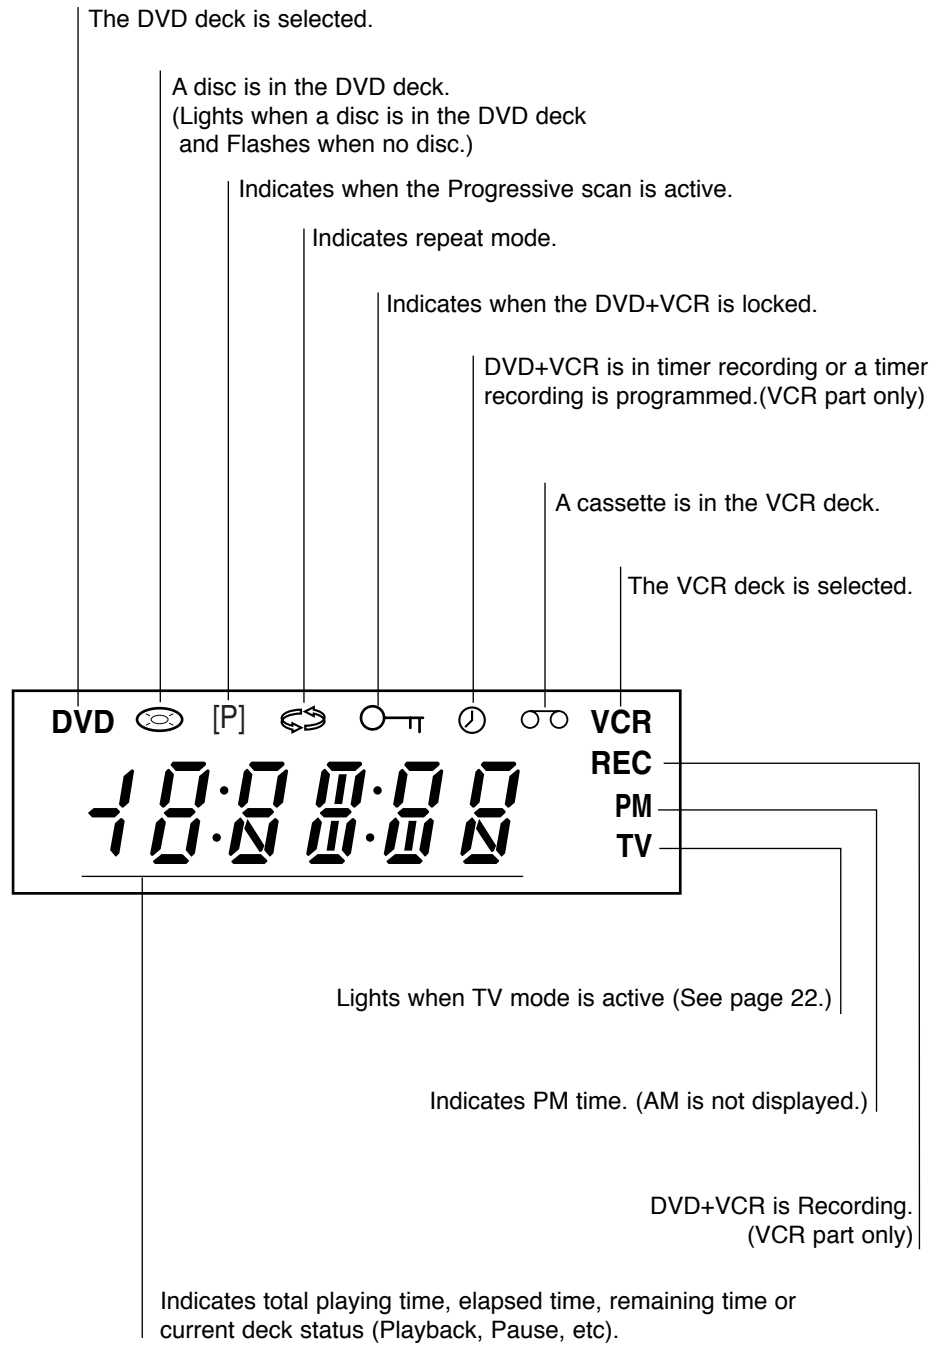 The DVD deck is selected.
A disc is in the DVD deck.
(Lights when a disc is in the DVD deck
and Flashes when no disc.)
Indicates when the Progressive scan is active.
Indicates repeat mode.
Indicates when the DVD+VCR is locked.
DVD+VCR is in timer recording or a timer
recording is programmed.(VCR part only)
A cassette is in the VCR deck.
The VCR deck is selected.
DVD [P] VCR
REC
PM
TV
Lights when TV mode is active (See page 22.)
Indicates PM time. (AM is not displayed.)
DVD+VCR is Recording.
(VCR part only)
Indicates total playing time, elapsed time, remaining time or
current deck status (Playback, Pause, etc).